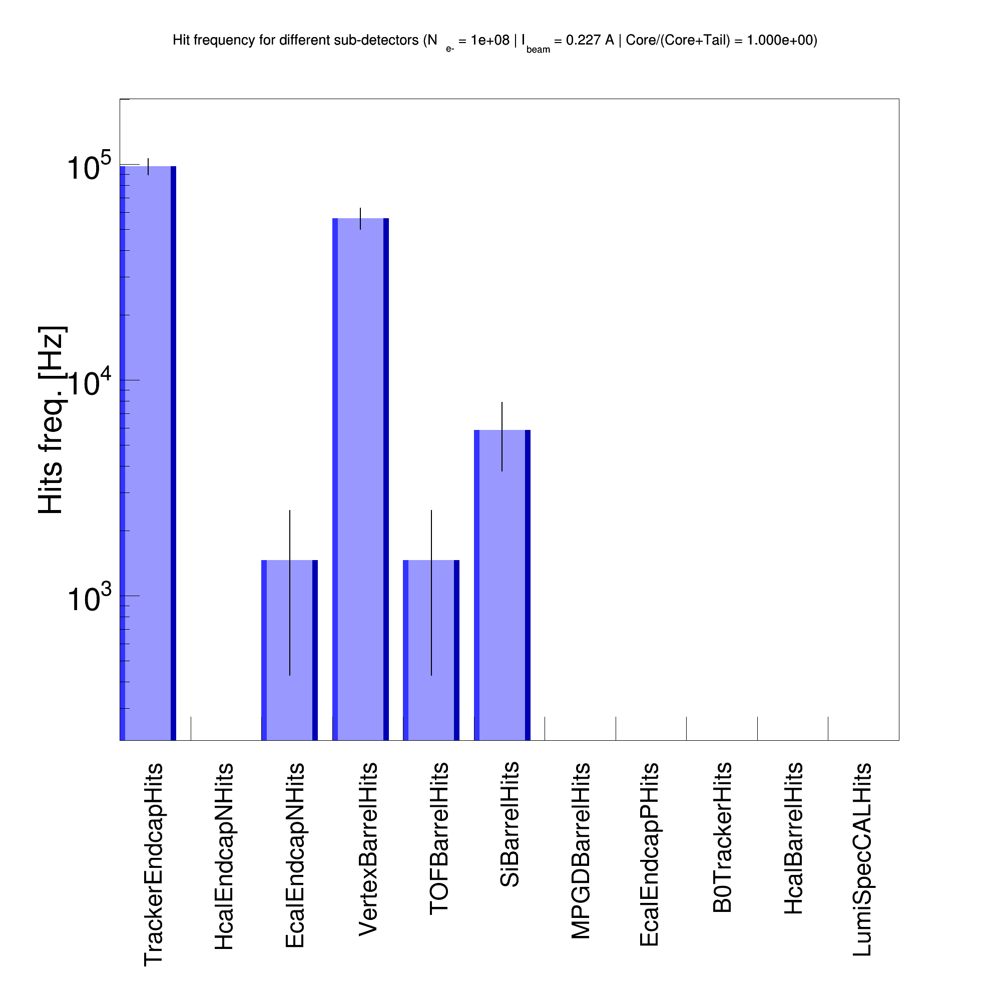 Hit frequency for different sub-detectors (N e- = 1e+08 | I beam = 0.227 A | Core/(Core+Tail) = 1.000e+00)
Hits freq. [Hz]
10^5
10^4
10^3
TrackerEndcapHits
HcalEndcapNHits
EcalEndcapNHits
VertexBarrelHits
TOFBarrelHits
SiBarrelHits
MPGDBarrelHits
EcalEndcapPHits
B0TrackerHits
HcalBarrelHits
LumiSpecCALHits